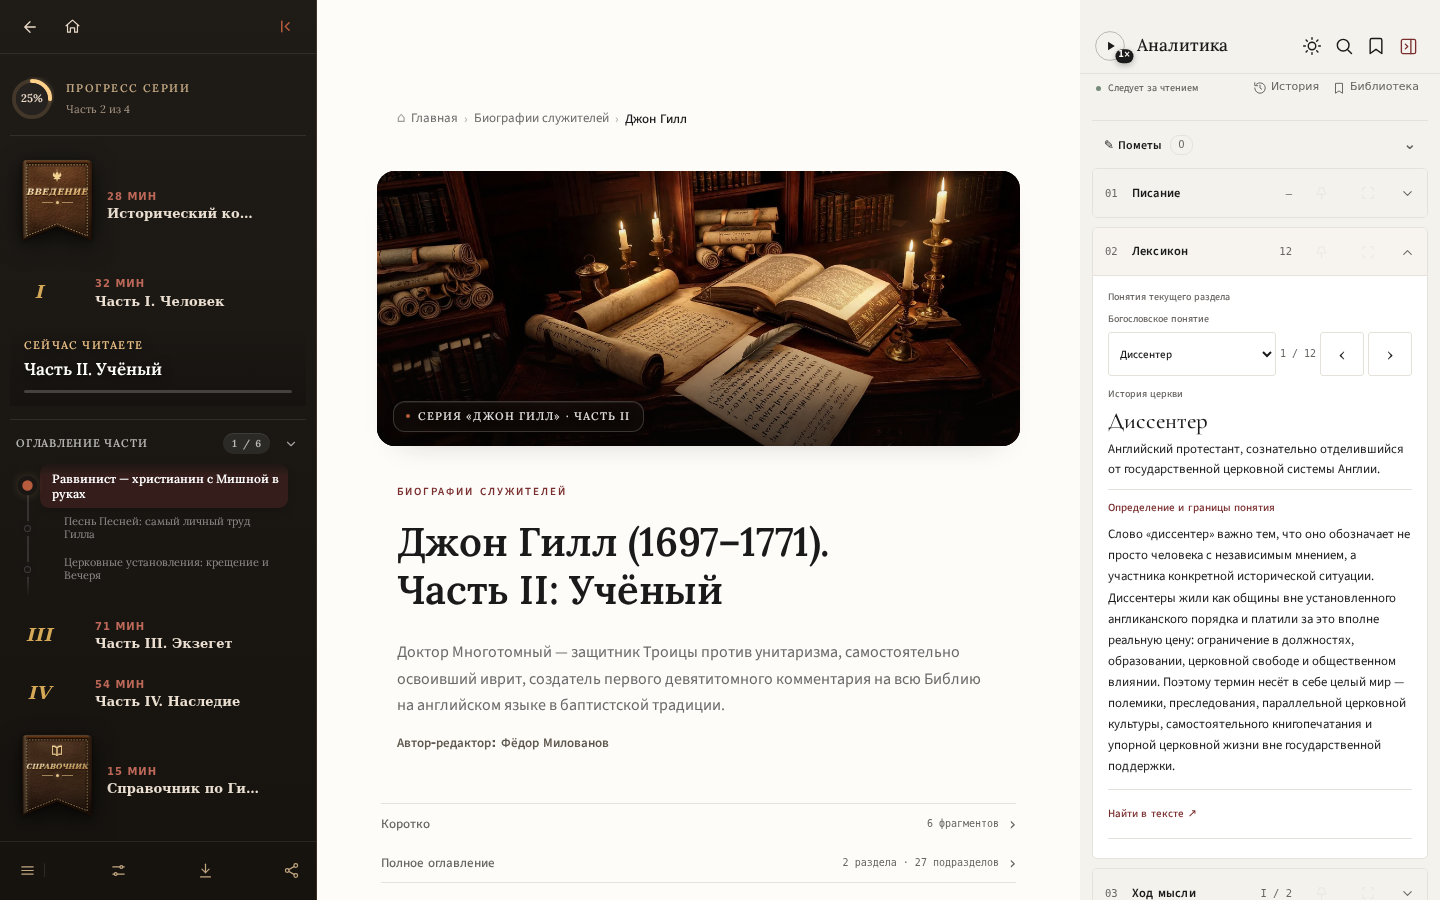 25%
ПРОГРЕСС СЕРИИ
Часть 2 из 4
ВВЕДЕНИЕ
28 МИН
Исторический ко...
I
32 МИН
Часть I. Человек
СЕЙЧАС ЧИТАЕТЕ
Часть II. Учёный
ОГЛАВЛЕНИЕ ЧАСТИ
1 / 6
Раввинист — христианин с Мишной в
руках
Песнь Песней: самый личный труд
Гилла
Церковные установления: крещение и
Вечеря
III
71 МИН
Часть III. Экзегет
IV
54 МИН
Часть IV. Наследие
СПРАВОЧНИК
15 МИН
Справочник по Ги...
Главная › Биографии служителей › Джон Гилл
СЕРИЯ «ДЖОН ГИЛЛ» · ЧАСТЬ II
БИОГРАФИИ СЛУЖИТЕЛЕЙ
Джон Гилл (1697–1771).
Часть II: Учёный
Доктор Многотомный — защитник Троицы против унитаризма, самостоятельно
освоивший иврит, создатель первого девятитомного комментария на всю Библию
на английском языке в баптистской традиции.
Автор-редактор: Фёдор Милованов
Коротко
6 фрагментов ›
Полное оглавление
2 раздела · 27 подразделов ›
1×
Аналитика
Следует за чтением
История
Библиотека
✎ Пометы 0
01 Писание —
02 Лексикон 12
Понятия текущего раздела
Богословское понятие
Диссентер
1 / 12
‹ ›
История церкви
Диссентер
Английский протестант, сознательно отделившийся
от государственной церковной системы Англии.
Определение и границы понятия
Слово «диссентер» важно тем, что оно обозначает не
просто человека с независимым мнением, а
участника конкретной исторической ситуации.
Диссентеры жили как общины вне установленного
англиканского порядка и платили за это вполне
реальную цену: ограничение в должностях,
образовании, церковной свободе и общественном
влиянии. Поэтому термин несёт в себе целый мир —
полемики, преследования, параллельной церковной
культуры, самостоятельного книгопечатания и
упорной церковной жизни вне государственной
поддержки.
Найти в тексте ↗
03 Ход мысли I / 2